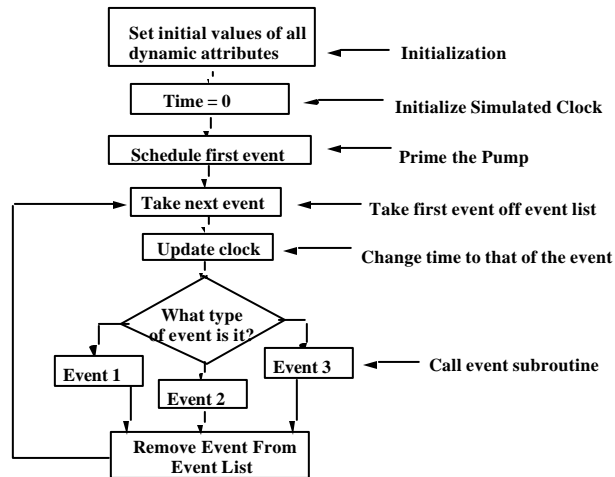 Set initial values of all
dynamic attributes
Initialization
Time = 0
Initialize Simulated Clock
Schedule first event
Prime the Pump
Take next event
Take first event off event list
Update clock
Change time to that of the event
What type
of event is it?
Event 1
Event 2
Event 3
Call event subroutine
Remove Event From
Event List